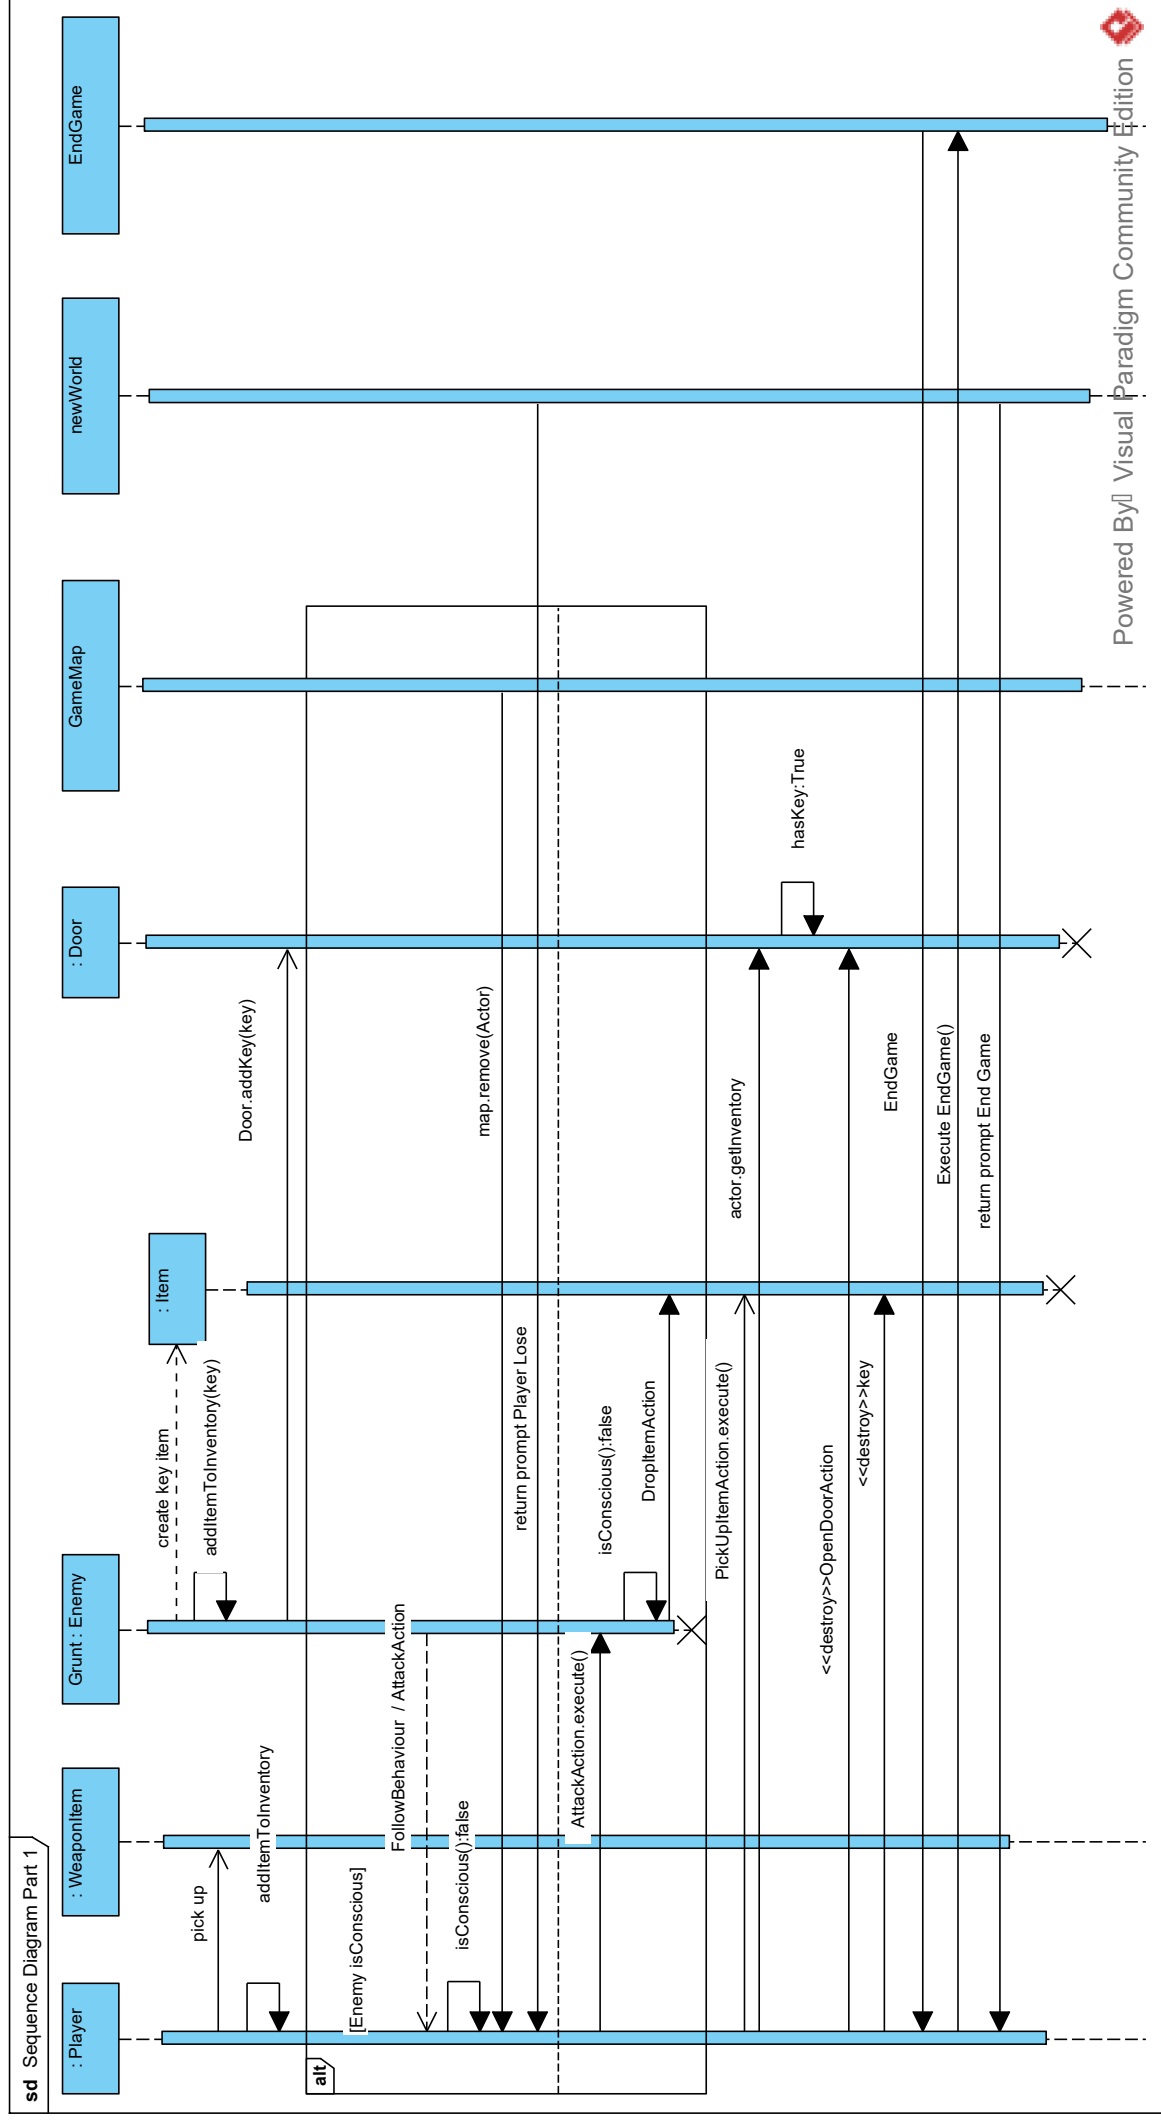 sd Sequence Diagram Part 1
: Player
: WeaponItem
Grunt : Enemy
: Item
: Door
GameMap
newWorld
EndGame
create key item
pick up
addItemToInventory(key)
Door.addKey(key)
addItemToInventory
alt
[Enemy isConscious]
FollowBehaviour / AttackAction
isConscious():false
map.remove(Actor)
return prompt Player Lose
AttackAction.execute()
isConscious():false
DropItemAction
PickUpItemAction.execute()
actor.getInventory
hasKey:True
<<destroy>>OpenDoorAction
<<destroy>>key
EndGame
Execute EndGame()
return prompt End Game
Powered By Visual Paradigm Community Edition